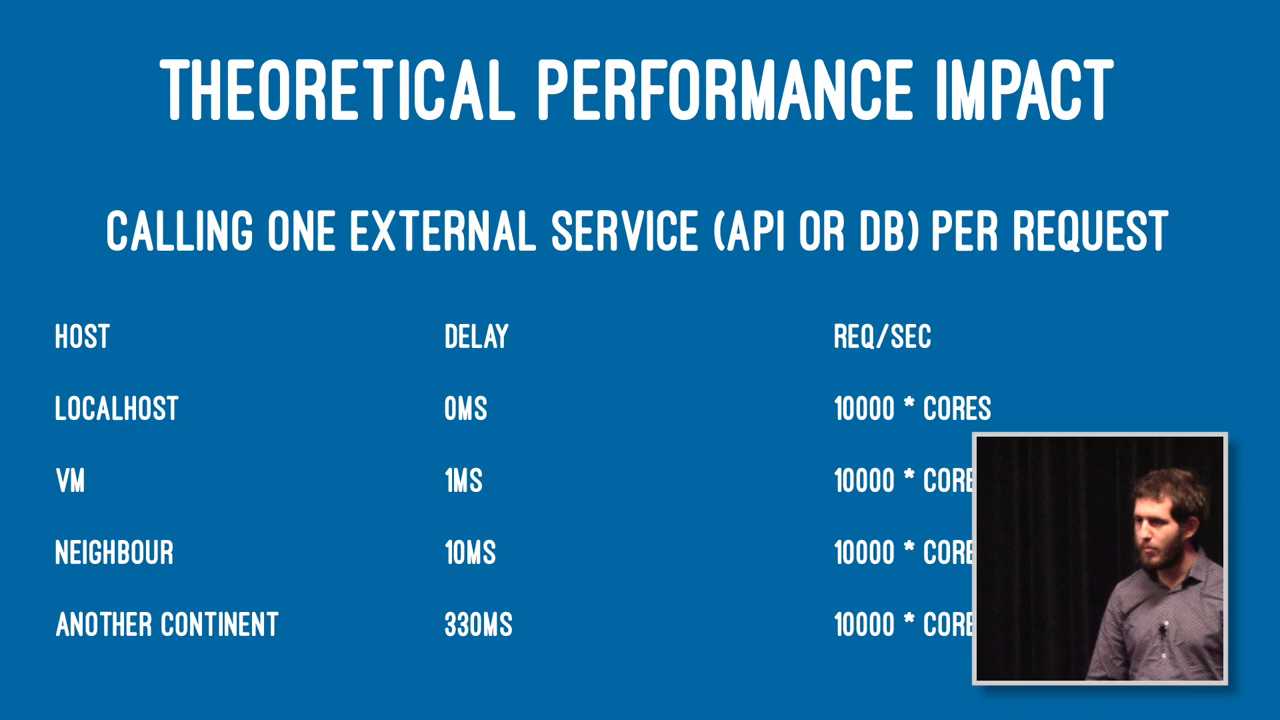 THEORETICAL PERFORMANCE IMPACT
CALLING ONE EXTERNAL SERVICE (API OR DB) PER REQUEST
HOST DELAY REQ/SEC
LOCALHOST 0MS 10000 * CORES
VM 1MS 10000 *
NEIGHBOUR 10MS 10000 *
ANOTHER CONTINENT 330MS 10000 *